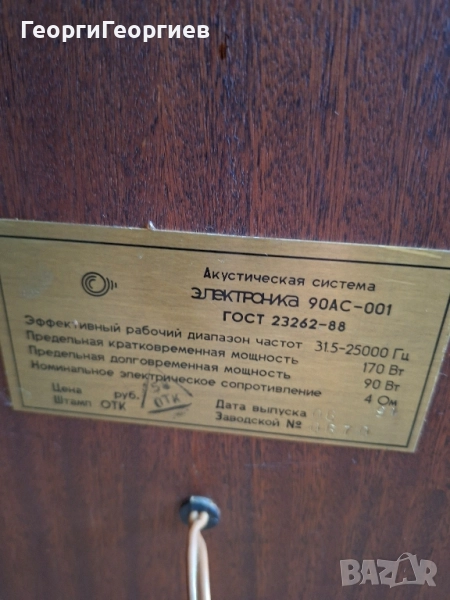 ГеоргиГеоргиев
Акустическая система
ЭЛЕКТРОНИКА 90АС-001
ГОСТ 23262-88
Эффективный рабочий диапазон частот 31.5-25000 Гц
Предельная кратковременная мощность 170 Вт
Предельная долговременная мощность 90 Вт
Номинальное электрическое сопротивление 4 Ом
Цена руб.
Штамп ОТК ОТК
Дата выпуска
Заводской №
BAZAR